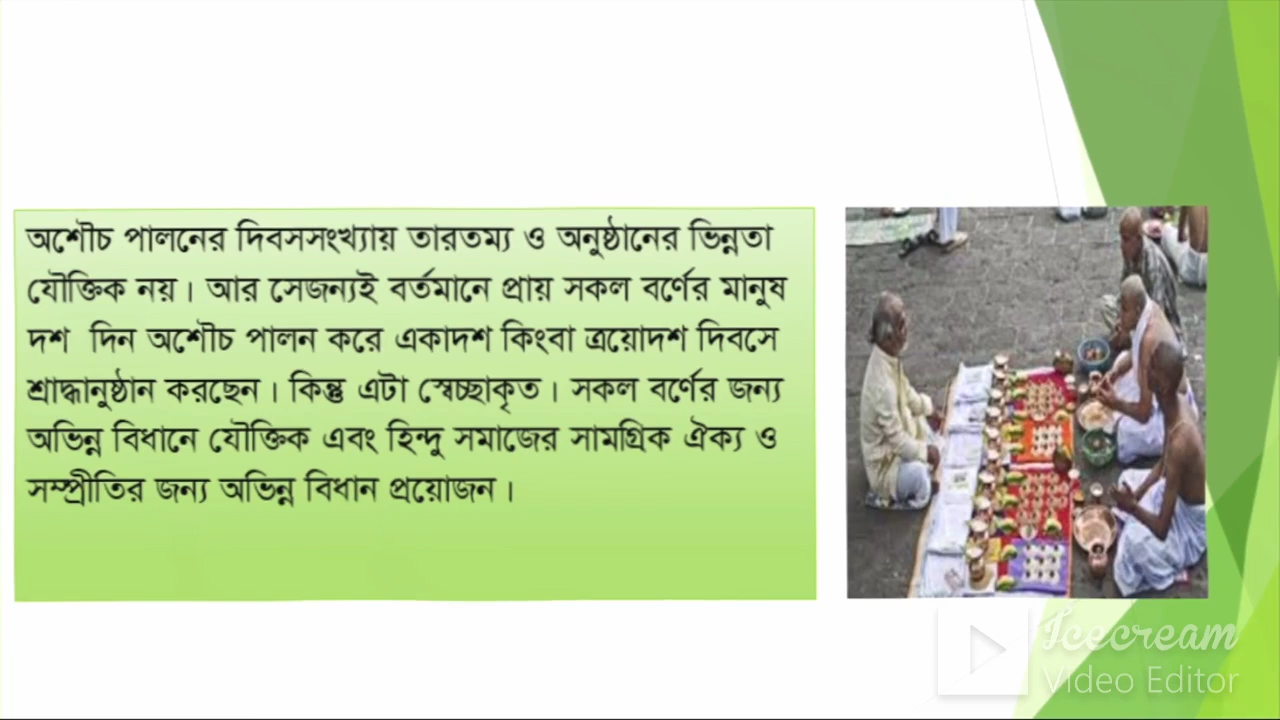 অশৌচ পালনের দিবসসংখ্যায় তারতম্য ও অনুষ্ঠানের ভিন্নতা
যৌক্তিক নয়। আর সেজন্যই বর্তমানে প্রায় সকল বর্ণের মানুষ
দশ দিন অশৌচ পালন করে একাদশ কিংবা ত্রয়োদশ দিবসে
শ্রাদ্ধানুষ্ঠান করছেন। কিন্তু এটা স্বেচ্ছাকৃত। সকল বর্ণের জন্য
অভিন্ন বিধানে যৌক্তিক এবং হিন্দু সমাজের সামগ্রিক ঐক্য ও
সম্প্রীতির জন্য অভিন্ন বিধান প্রয়োজন।
Icecream
Video Editor